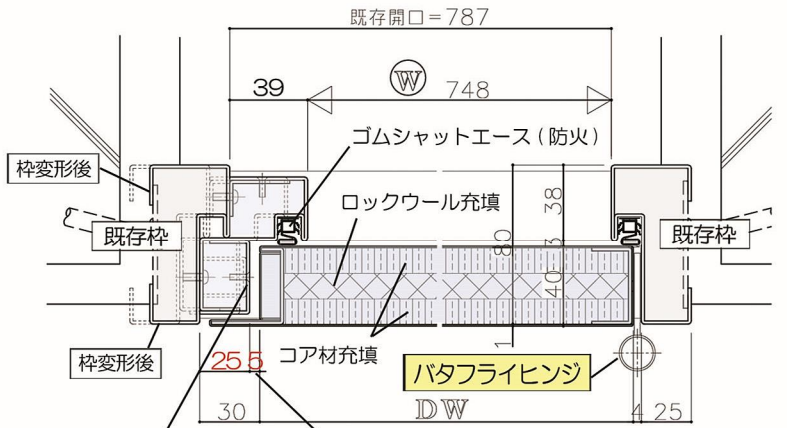 既存開口=787
39
W
748
ゴムシャットエース(防火)
枠変形後
ロックウール充填
38
80
3
40
既存枠
既存枠
枠変形後
25 5
コア材充填
1
バタフライヒンジ
30
DW
4
25